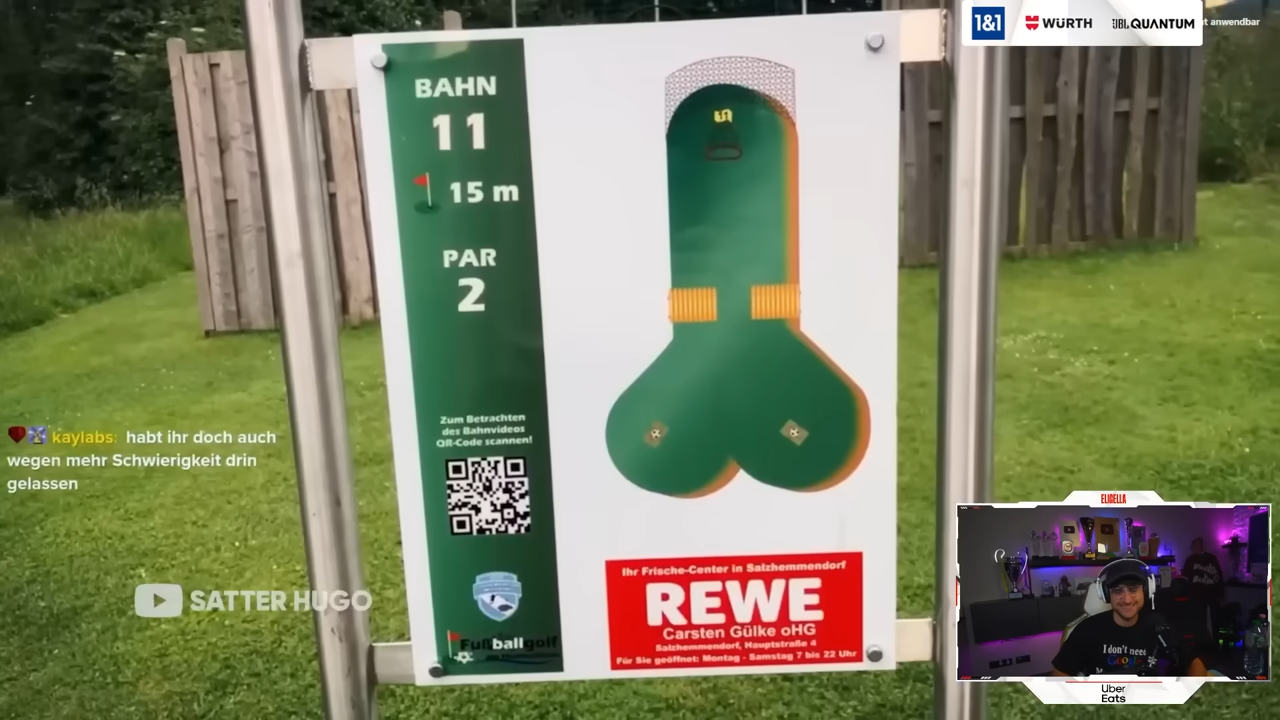 1&1 WÜRTH JBL QUANTUM t anwendbar
BAHN
11
15 m
PAR
2
Zum Betrachten
des Bahnvideos
QR-Code scannen!
Fußballgolf
5
Ihr Frische-Center in Salzhemmendorf
REWE
Carsten Gülke oHG
Salzhemmendorf, Hauptstraße 4
Für Sie geöffnet: Montag - Samstag 7 bis 22 Uhr
kaylabs: habt ihr doch auch
wegen mehr Schwierigkeit drin
gelassen
SATTER HUGO
ELIGELLA
I don't need
Google
Uber
Eats